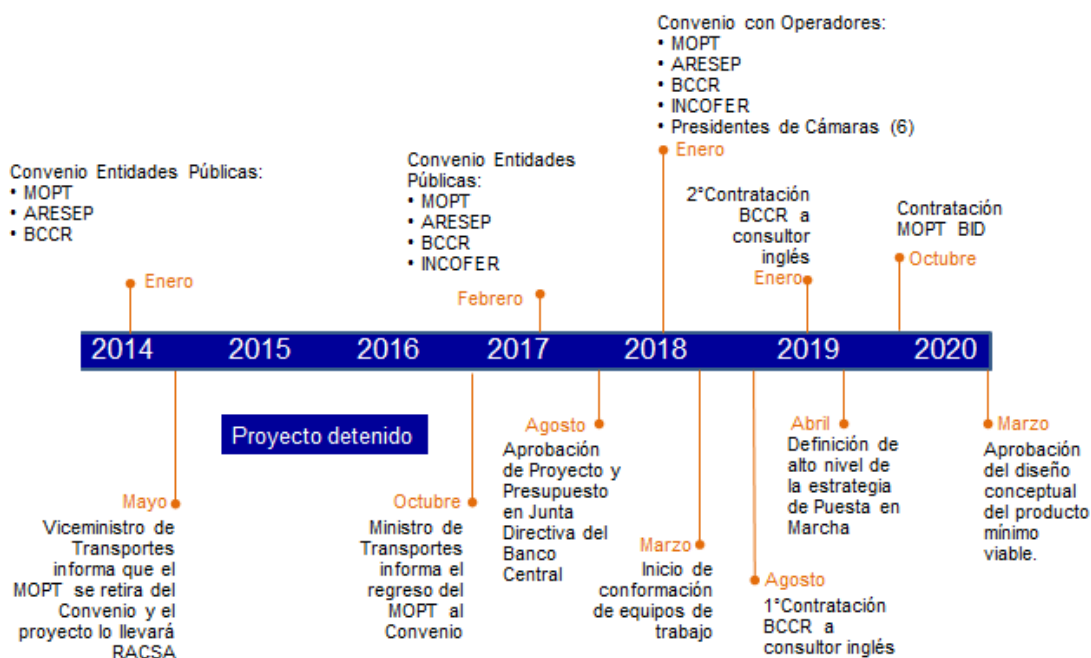 Convenio con Operadores:
• MOPT
• ARESEP
• BCCR
• INCOFER
• Presidentes de Cámaras (6)
Enero
Convenio Entidades Públicas:
• MOPT
• ARESEP
• BCCR
Enero
Convenio Entidades
Públicas:
• MOPT
• ARESEP
• BCCR
• INCOFER
Febrero
2°Contratación
BCCR a
consultor
inglés
Enero
Contratación
MOPT BID
Octubre
2014 2015 2016 2017 2018 2019 2020
Proyecto detenido
Mayo
Viceministro de
Transportes
informa que el
MOPT se retira del
Convenio y el
proyecto lo llevará
RACSA
Octubre
Ministro de
Transportes
informa el
regreso del
MOPT al
Convenio
Agosto
Aprobación
de Proyecto y
Presupuesto
en Junta
Directiva del
Banco
Central
Marzo
Inicio de
conformación
de equipos de
trabajo
Agosto
1°Contratación
BCCR a
consultor inglés
Abril
Definición de
alto nivel de
la estrategia
de Puesta en
Marcha
Marzo
Aprobación
del diseño
conceptual
del producto
mínimo
viable.